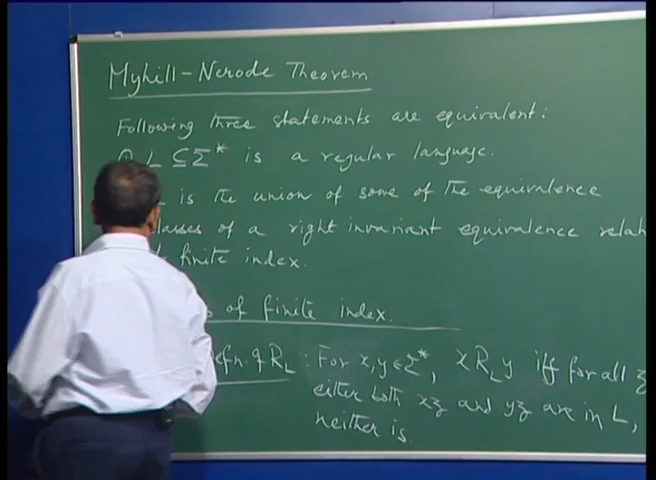 Myhill-Nerode Theorem
Following three statements are equivalent:
L ⊆ Σ* is a regular language.
is the union of some of the equivalence
of a right invariant equivalence
finite index.
of finite index.
defn. of R_L : For x, y ∈ Σ*, x R_L y iff for all z
either both xz and yz are in L,
neither is